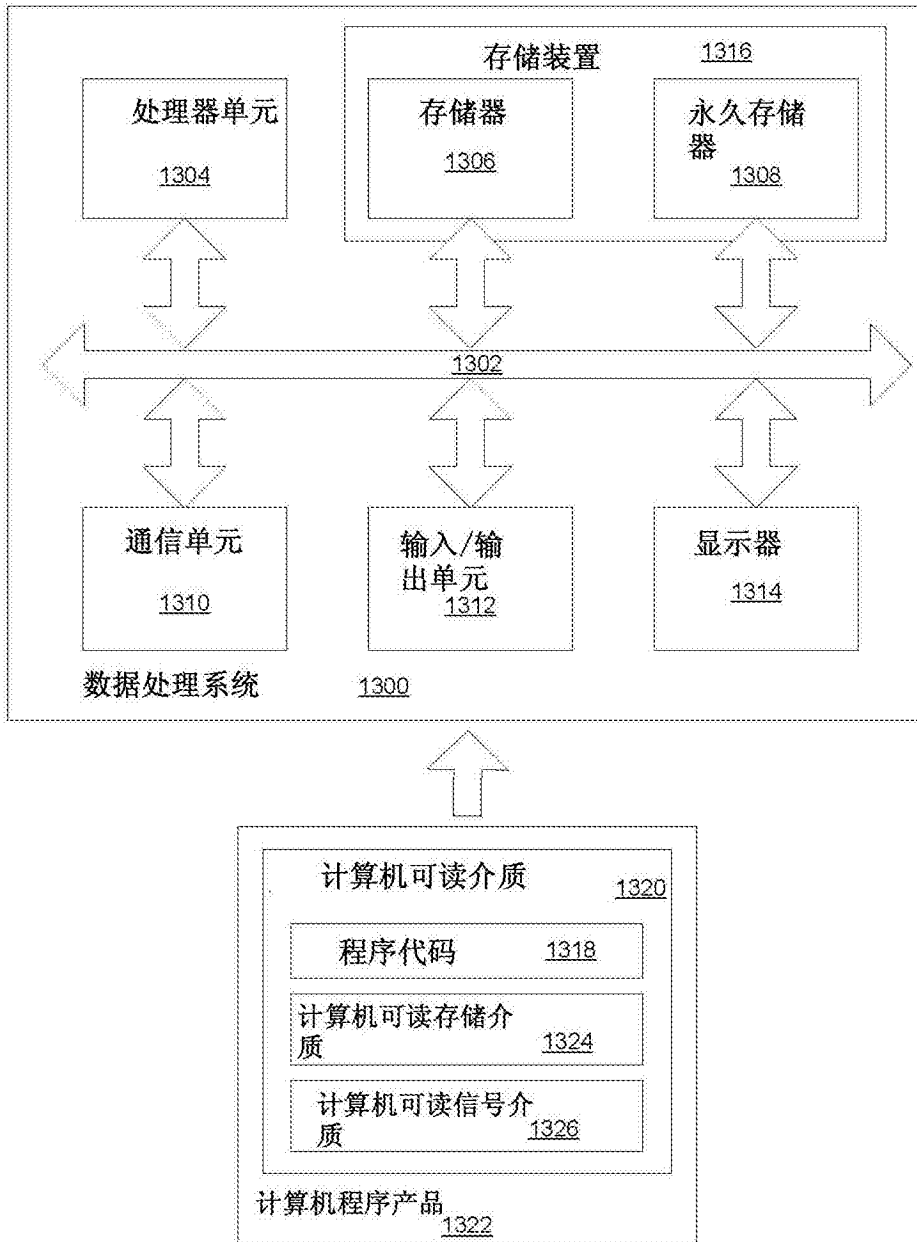 存储装置 1316
处理器单元
1304
存储器
1306
永久存储
器
1308
1302
通信单元
1310
输入/输
出单元
1312
显示器
1314
数据处理系统 1300
计算机可读介质 1320
程序代码 1318
计算机可读存储介
质 1324
计算机可读信号介
质 1326
计算机程序产品
1322